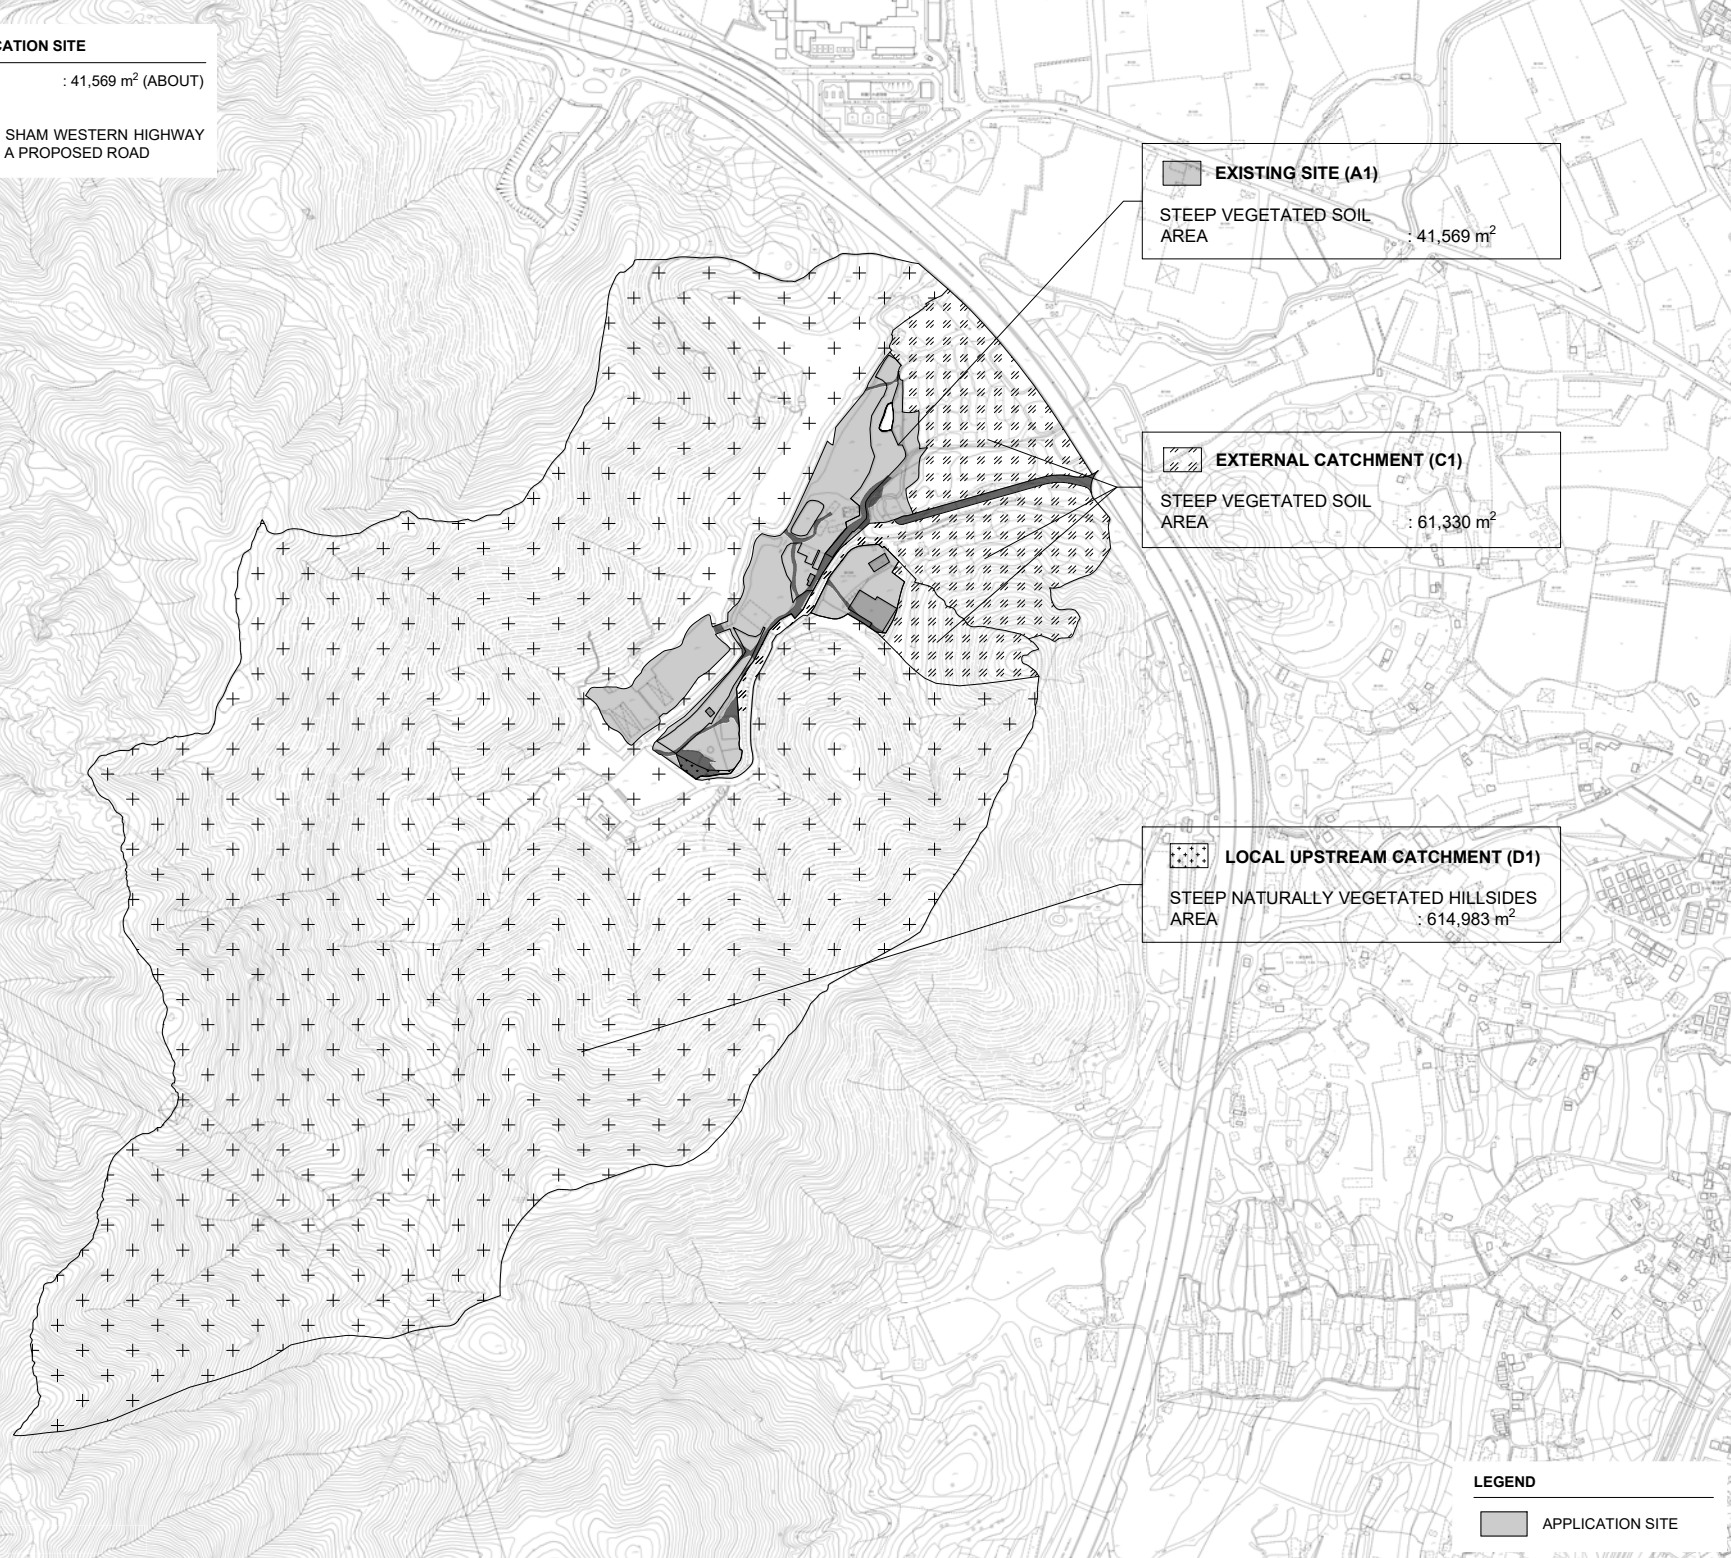 CATION SITE
: 41,569 m² (ABOUT)
SHAM WESTERN HIGHWAY
A PROPOSED ROAD
EXISTING SITE (A1)
STEEP VEGETATED SOIL
AREA : 41,569 m²
EXTERNAL CATCHMENT (C1)
STEEP VEGETATED SOIL
AREA : 61,330 m²
LOCAL UPSTREAM CATCHMENT (D1)
STEEP NATURALLY VEGETATED HILLSIDES
AREA : 614,983 m²
LEGEND
APPLICATION SITE